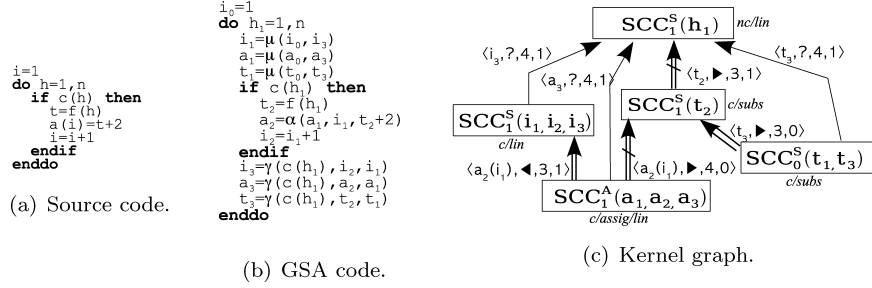 i=1
do h=1,n
if c(h) then
t=f(h)
a(i)=t+2
i=i+1
endif
enddo
(a) Source code.
i₀=1
do h₁=1,n
i₁=μ(i₀,i₃)
a₁=μ(a₀,a₃)
t₁=μ(t₀,t₃)
if c(h₁) then
t₂=f(h₁)
a₂=α(a₁,i₁,t₂+2)
i₂=i₁+1
endif
i₃=γ(c(h₁),i₂,i₁)
a₃=γ(c(h₁),a₂,a₁)
t₃=γ(c(h₁),t₂,t₁)
enddo
(b) GSA code.
SCC₁ˢ(h₁) nc/lin
⟨i₃,?,4,1⟩
⟨a₃,?,4,1⟩
⟨t₂,►,3,1⟩
⟨t₃,?,4,1⟩
SCC₁ˢ(t₂) c/subs
SCC₁ˢ(i₁,i₂,i₃)
c/lin
⟨t₃,►,3,0⟩
SCC₀ˢ(t₁,t₃)
c/subs
⟨a₂(i₁),◄,3,1⟩
⟨a₂(i₁),►,4,0⟩
SCC₁ᴬ(a₁,a₂,a₃)
c/assig/lin
(c) Kernel graph.